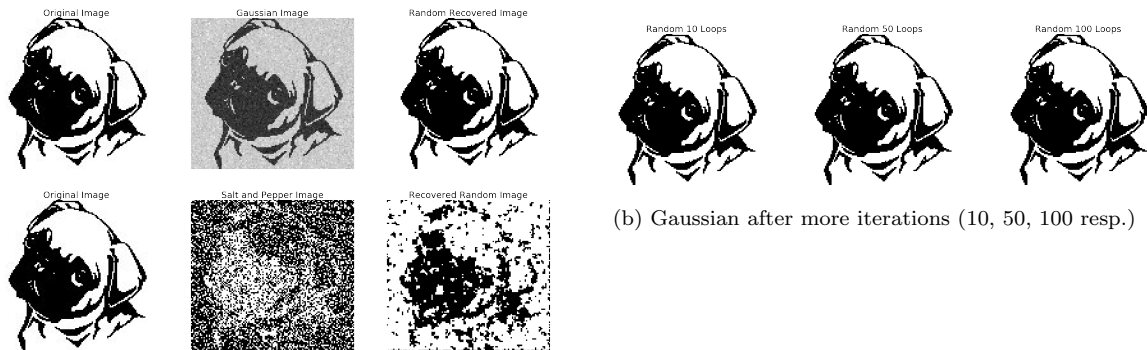 Original Image
Gaussian Image
Random Recovered Image
Original Image
Salt and Pepper Image
Recovered Random Image
Random 10 Loops
Random 50 Loops
Random 100 Loops
(b) Gaussian after more iterations (10, 50, 100 resp.)